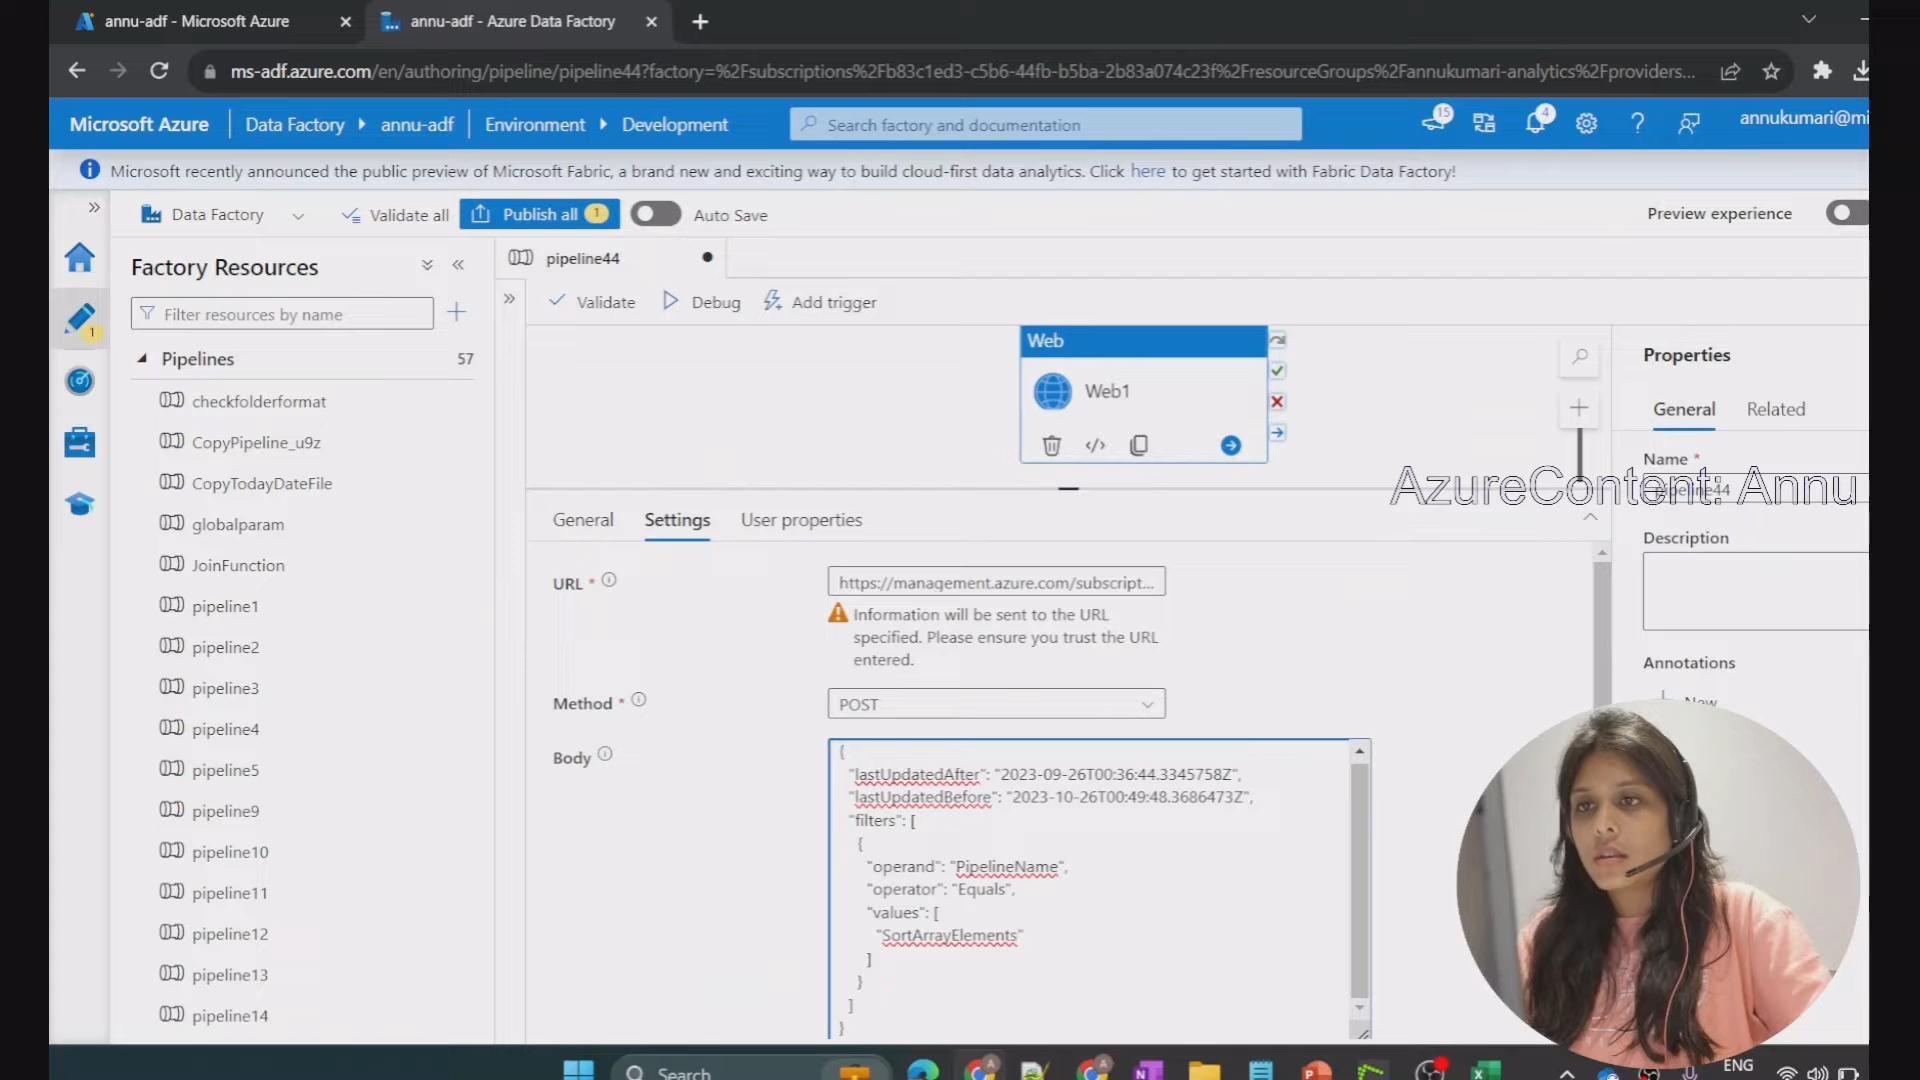 annu-adf - Microsoft Azure
annu-adf - Azure Data Factory
ms-adf.azure.com/en/authoring/pipeline/pipeline44?factory=%2Fsubscriptions%2Fb83c1ed3-c5b6-44fb-b5ba-2b83a074c23f%2FresourceGroups%2Fannukumari-analytics%2Fproviders...
Microsoft Azure
Data Factory
annu-adf
Environment
Development
Search factory and documentation
15
4
annukumari@mi
Microsoft recently announced the public preview of Microsoft Fabric, a brand new and exciting way to build cloud-first data analytics. Click here to get started with Fabric Data Factory!
Data Factory
Validate all
Publish all 1
Auto Save
Preview experience
Factory Resources
Filter resources by name
1
Pipelines 57
checkfolderformat
CopyPipeline_u9z
CopyTodayDateFile
globalparam
JoinFunction
pipeline1
pipeline2
pipeline3
pipeline4
pipeline5
pipeline9
pipeline10
pipeline11
pipeline12
pipeline13
pipeline14
pipeline44
Validate
Debug
Add trigger
Web
Web1
General
Settings
User properties
URL *
https://management.azure.com/subscript...
Information will be sent to the URL
specified. Please ensure you trust the URL
entered.
Method *
POST
Body
{
"lastUpdatedAfter": "2023-09-26T00:36:44.3345758Z",
"lastUpdatedBefore": "2023-10-26T00:49:48.3686473Z",
"filters": [
{
"operand": "PipelineName",
"operator": "Equals",
"values": [
"SortArrayElements"
]
}
]
}
Properties
General
Related
Name *
pipeline44
AzureContent: Annu
Description
Annotations
New
Search
ENG